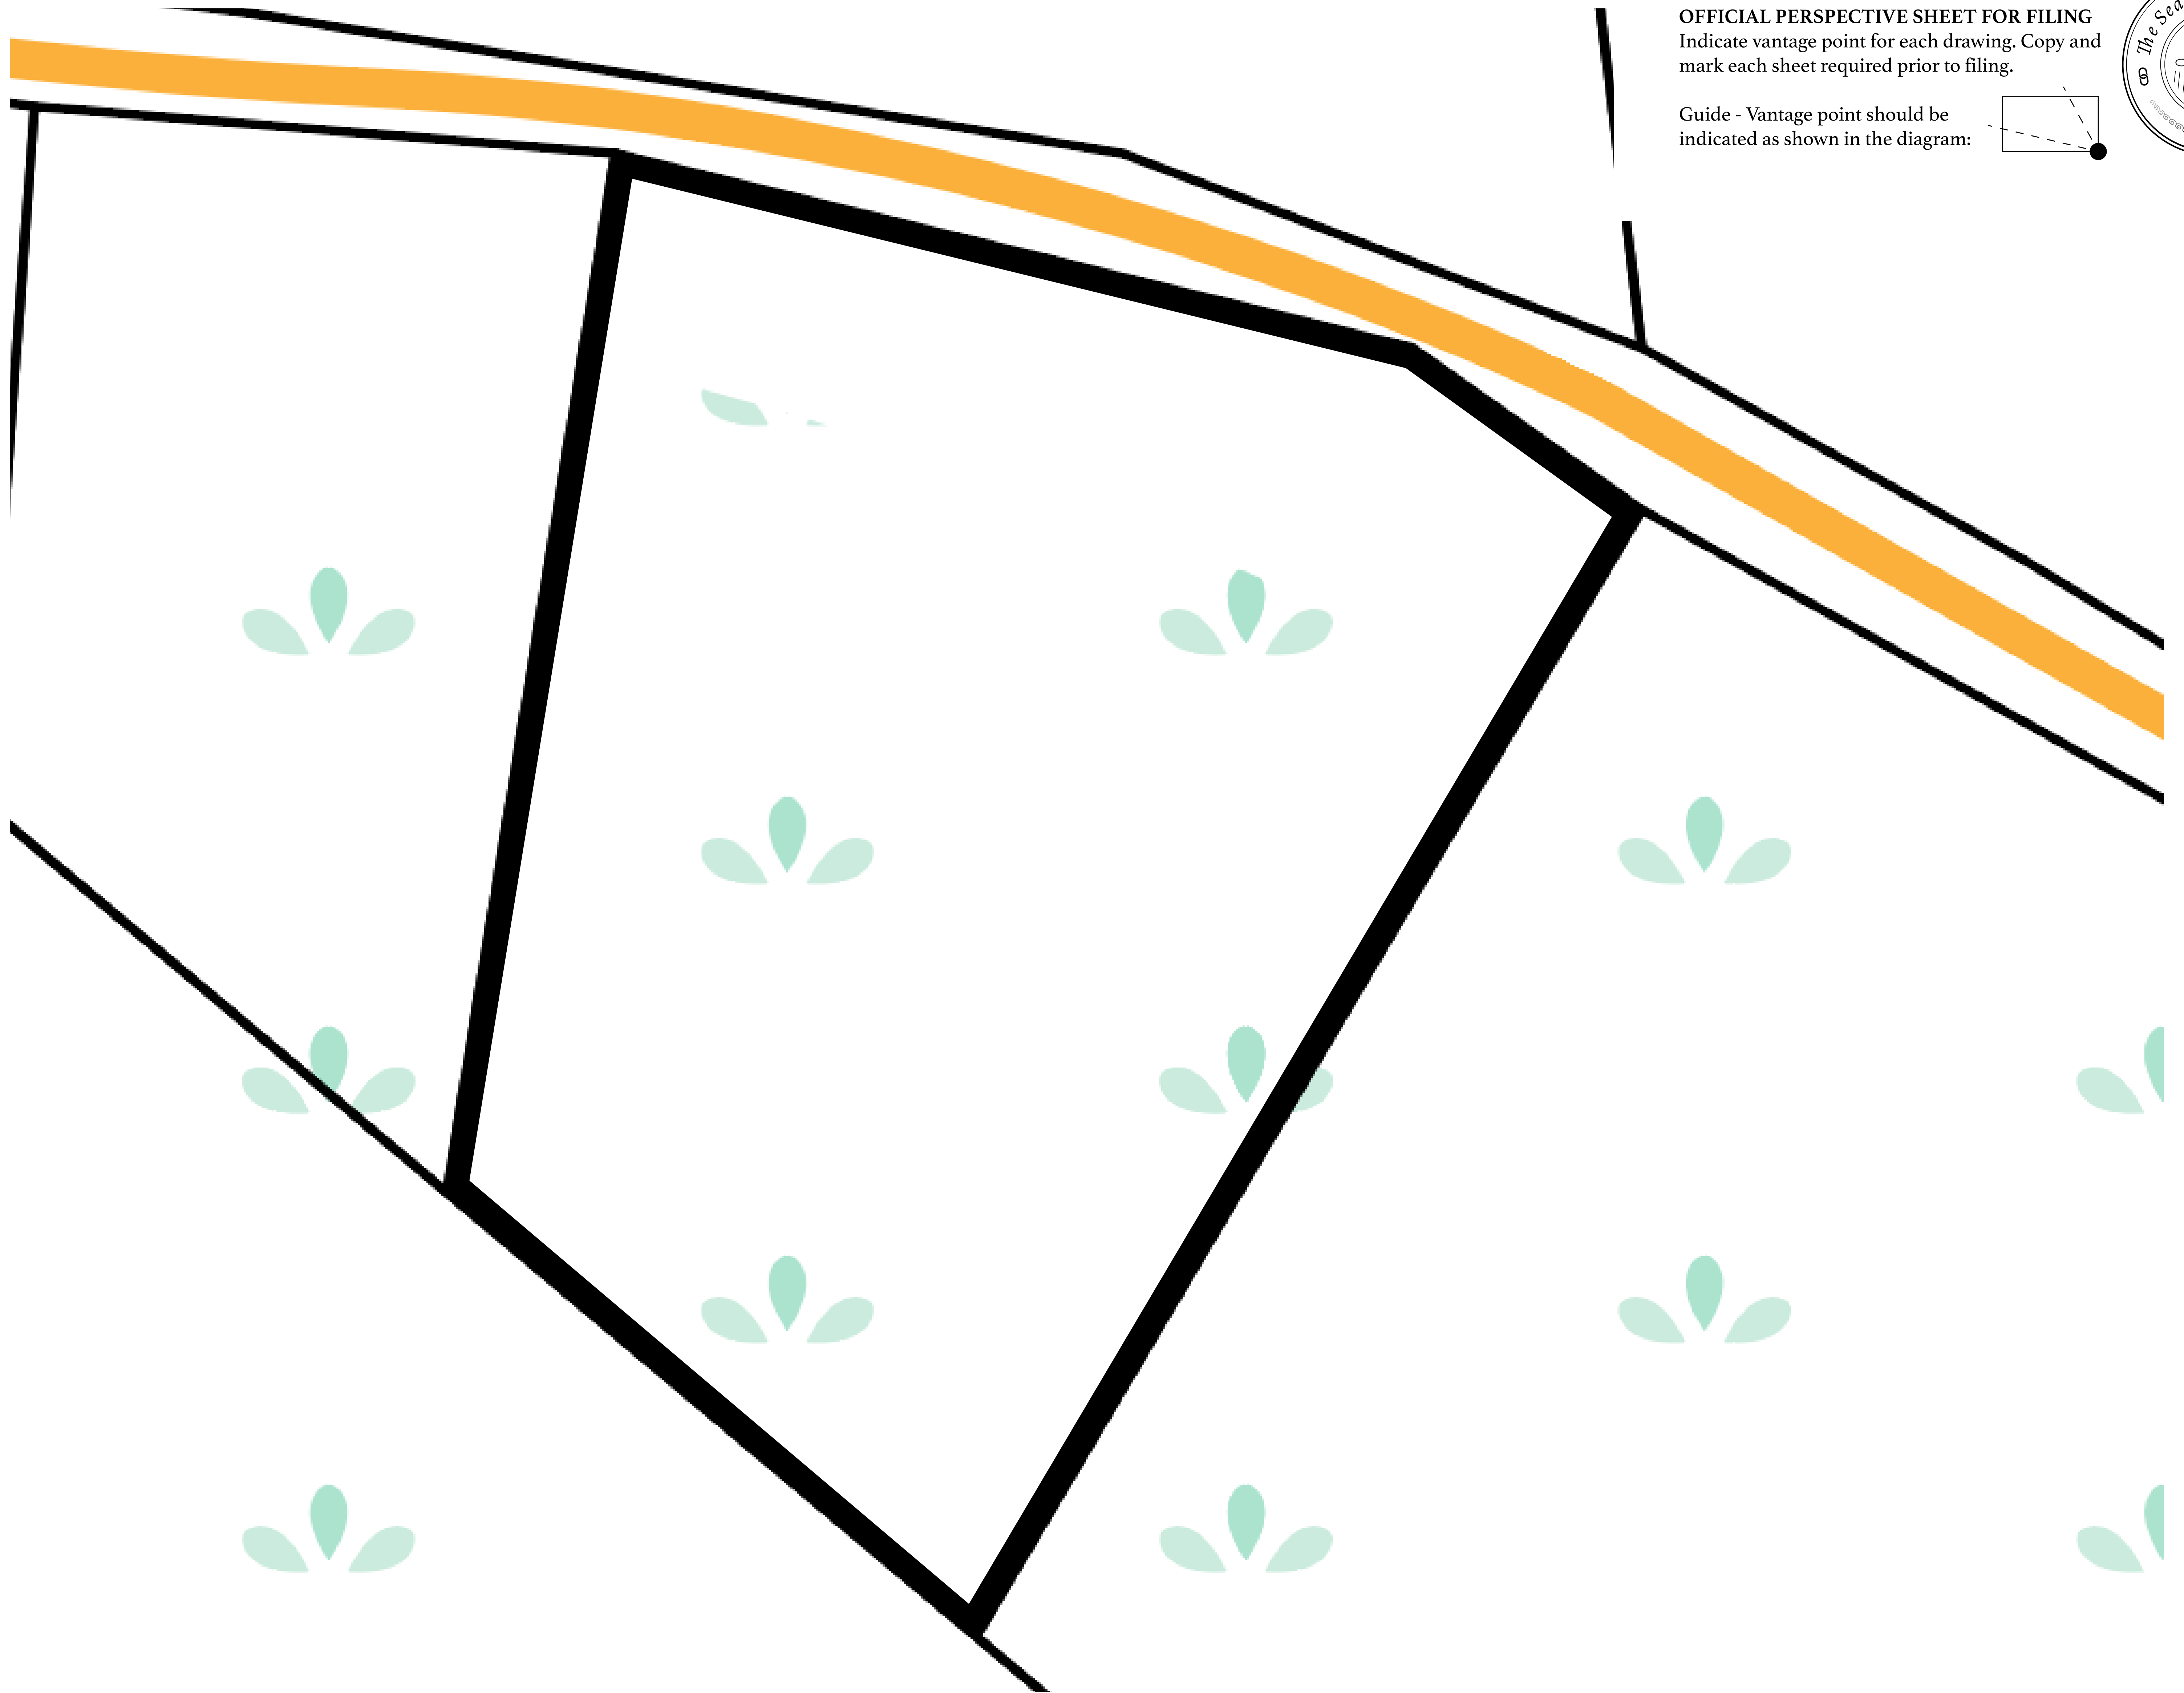 OFFICIAL PERSPECTIVE SHEET FOR FILING
Indicate vantage point for each drawing. Copy and
mark each sheet required prior to filing.
Guide - Vantage point should be
indicated as shown in the diagram:
The